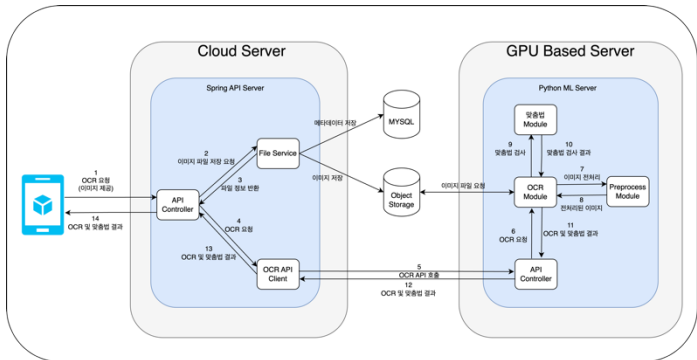 Cloud Server
GPU Based Server
Spring API Server
Python ML Server
메타데이터 저장
MYSQL
맞춤법
Module
2
이미지 파일 저장 요청
File Service
3
파일 정보 반환
9
맞춤법 검사
10
맞춤법 검사 결과
1
OCR 요청
(이미지 제공)
이미지 저장
이미지 파일 요청
7
이미지 전처리
API
Controller
Object
Storage
OCR
Module
Preprocess
Module
8
전처리된 이미지
14
OCR 및 맞춤법 결과
4
OCR 요청
13
OCR 및 맞춤법 결과
6
OCR 요청
11
OCR 및 맞춤법 결과
OCR API
Client
5
OCR API 호출
12
OCR 및 맞춤법 결과
API
Controller